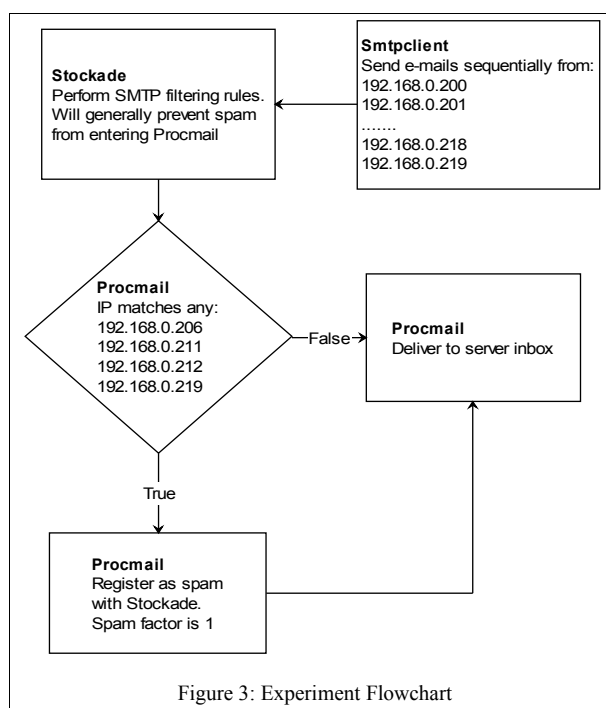 Smtpclient
Send e-mails sequentially from:
192.168.0.200
192.168.0.201
.......
192.168.0.218
192.168.0.219
Stockade
Perform SMTP filtering rules.
Will generally prevent spam
from entering Procmail
Procmail
IP matches any:
192.168.0.206
192.168.0.211
192.168.0.212
192.168.0.219
False
Procmail
Deliver to server inbox
True
Procmail
Register as spam
with Stockade.
Spam factor is 1
Figure 3: Experiment Flowchart